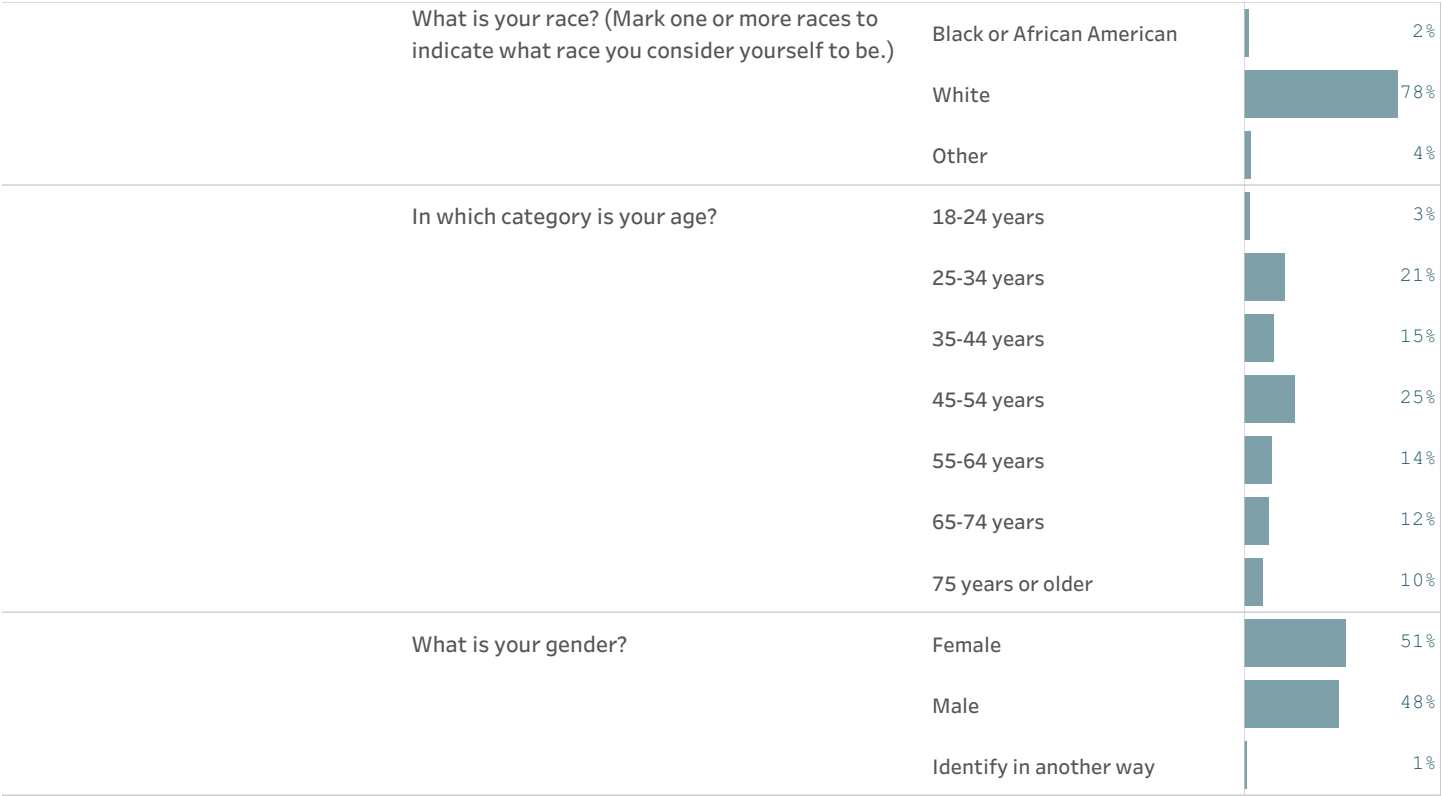 What is your race? (Mark one or more races to
indicate what race you consider yourself to be.)
Black or African American 2%
White 78%
Other 4%
In which category is your age? 18-24 years 3%
25-34 years 21%
35-44 years 15%
45-54 years 25%
55-64 years 14%
65-74 years 12%
75 years or older 10%
What is your gender? Female 51%
Male 48%
Identify in another way 1%